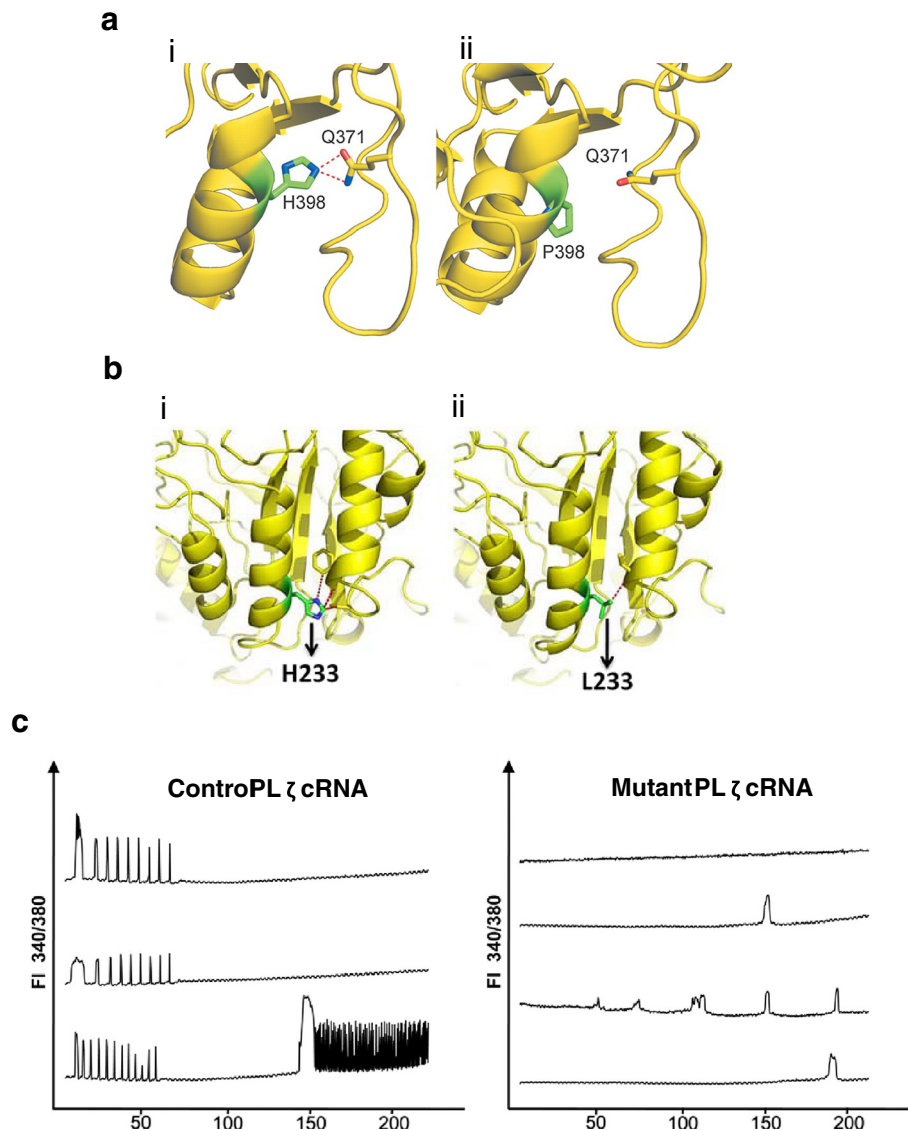 a
i
ii
Q371
H398
Q371
P398
b
i
ii
H233
L233
c
ControPL ζ cRNA
MutantPL ζ cRNA
FI 340/380
FI 340/380
50 100 150 200
50 100 150 200